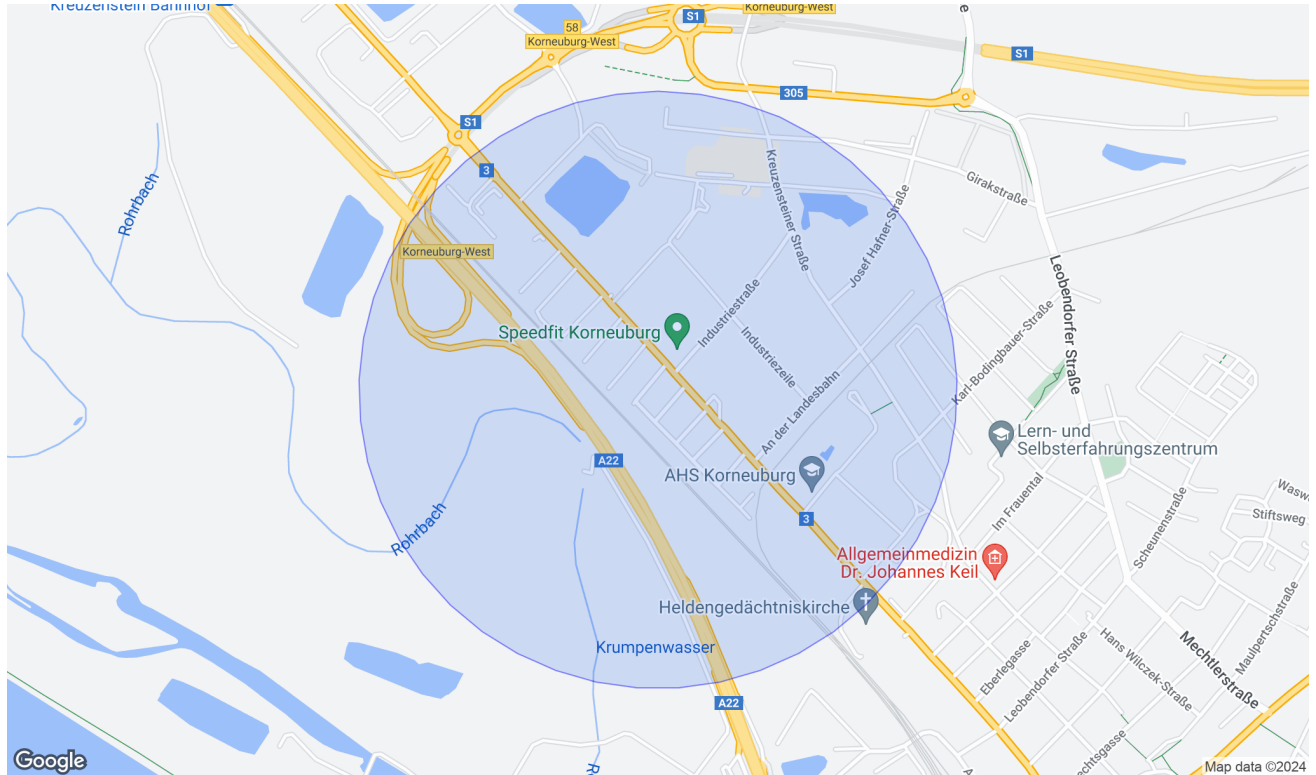 Kreuzenstein Bahnhof
S1
Korneuburg-West
58
Korneuburg-West
S1
305
S1
3
Rohrbach
Korneuburg-West
Kreuzensteiner Straße
Girakstraße
Josef Hafner-Straße
Leobendorfer Straße
Speedfit Korneuburg
Industriestraße
Industriezeile
Karl-Bodingbauer-Straße
An der Landesbahn
Lern- und
Selbsterfahrungszentrum
A22
AHS Korneuburg
Im Frauental
Scheunenstraße
Stiftsweg
3
Rohrbach
Allgemeinmedizin
Dr. Johannes Keil
Heldengedächtniskirche
Krumpenwasser
Eberlegasse
Leobendorfer Straße
Hans Wilczek-Straße
Maulpertschstraße
Mechtlerstraße
A22
Google
Map data ©2024